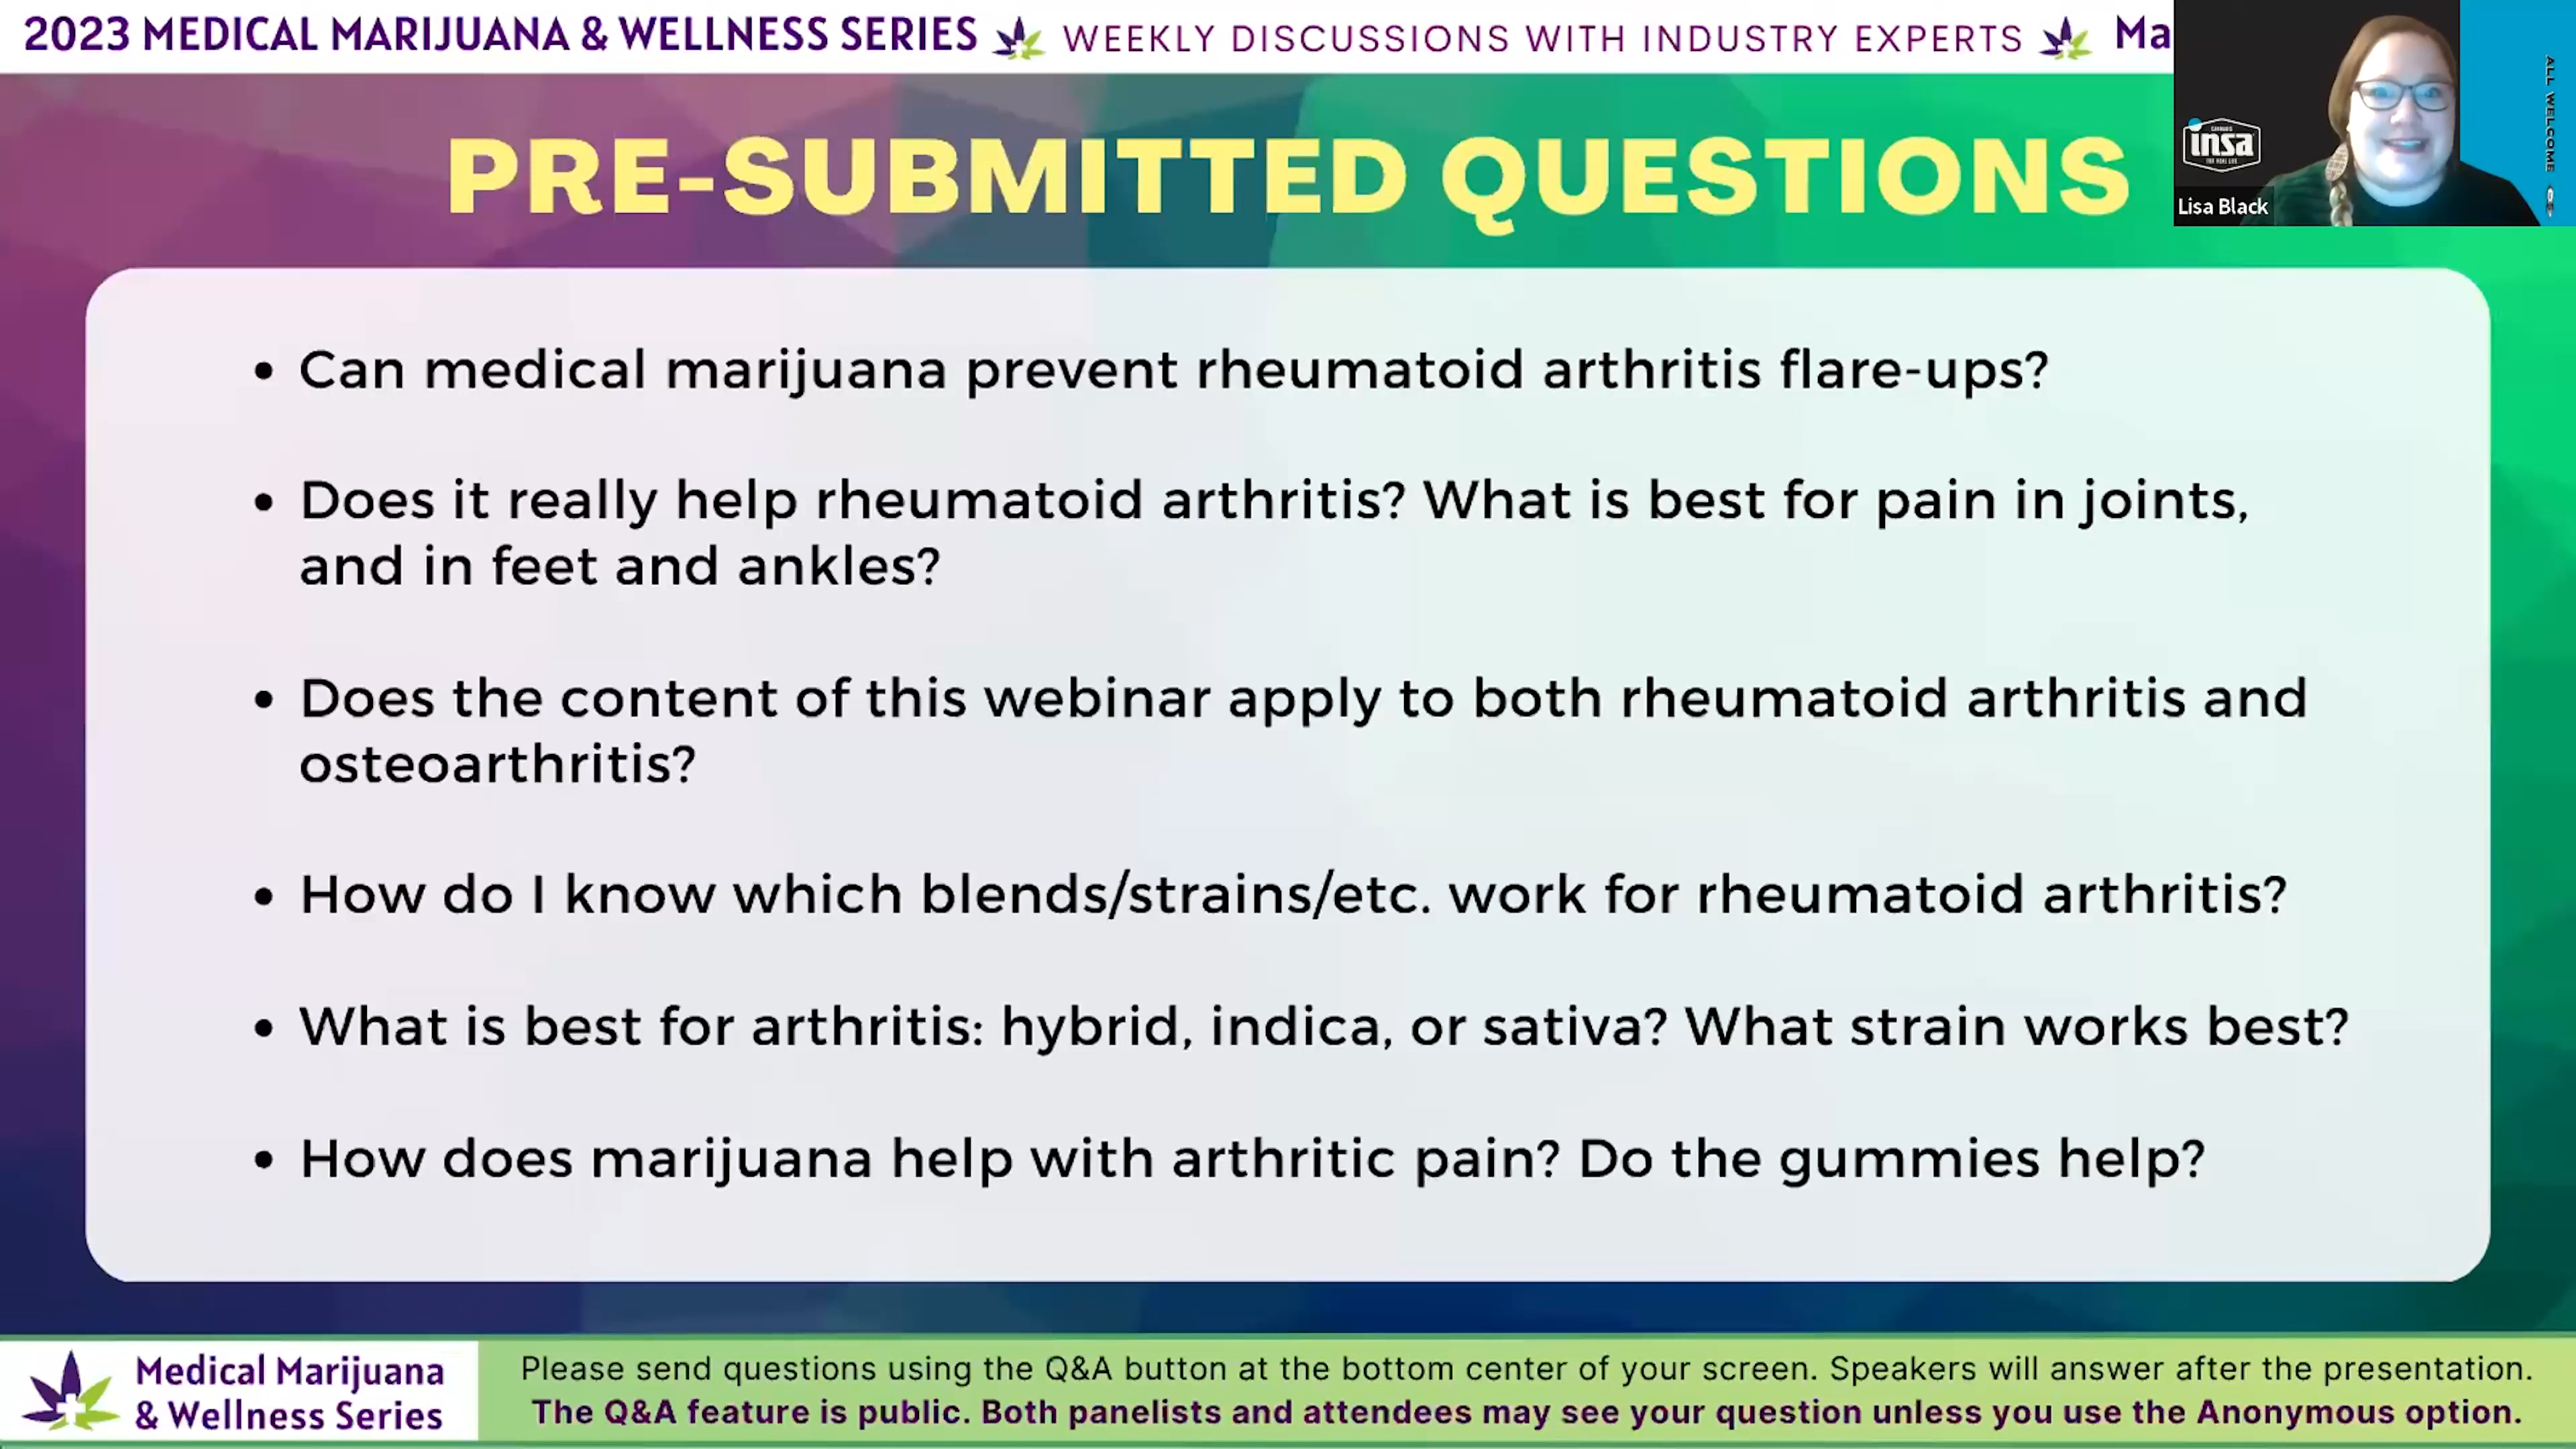 2023 MEDICAL MARIJUANA & WELLNESS SERIES WEEKLY DISCUSSIONS WITH INDUSTRY EXPERTS Ma
PRE-SUBMITTED QUESTIONS
insa
Lisa Black
ALL WELCOME
• Can medical marijuana prevent rheumatoid arthritis flare-ups?
• Does it really help rheumatoid arthritis? What is best for pain in joints,
and in feet and ankles?
• Does the content of this webinar apply to both rheumatoid arthritis and
osteoarthritis?
• How do I know which blends/strains/etc. work for rheumatoid arthritis?
• What is best for arthritis: hybrid, indica, or sativa? What strain works best?
• How does marijuana help with arthritic pain? Do the gummies help?
Medical Marijuana
& Wellness Series
Please send questions using the Q&A button at the bottom center of your screen. Speakers will answer after the presentation.
The Q&A feature is public. Both panelists and attendees may see your question unless you use the Anonymous option.